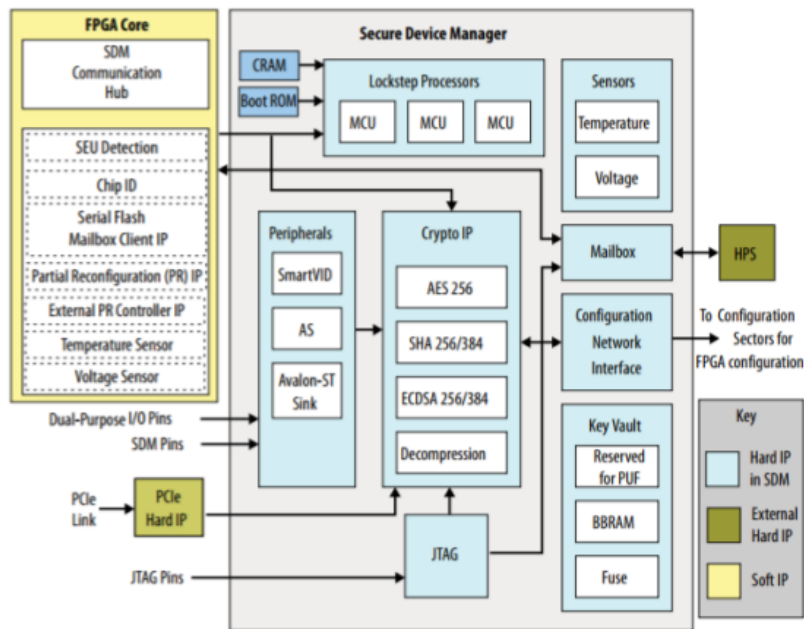 FPGA Core
SDM
Communication
Hub
SEU Detection
Chip ID
Serial Flash
Mailbox Client IP
Partial Reconfiguration (PR) IP
External PR Controller IP
Temperature Sensor
Voltage Sensor
Secure Device Manager
CRAM
Boot ROM
Lockstep Processors
MCU MCU MCU
Sensors
Temperature
Voltage
Peripherals
SmartVID
AS
Avalon-ST
Sink
Crypto IP
AES 256
SHA 256/384
ECDSA 256/384
Decompression
Mailbox
HPS
Configuration
Network
Interface
To Configuration
Sectors for
FPGA configuration
Key Vault
Reserved
for PUF
BBRAM
Fuse
Dual-Purpose I/O Pins
SDM Pins
PCIe
Link
PCIe
Hard IP
JTAG Pins
JTAG
Key
Hard IP
in SDM
External
Hard IP
Soft IP